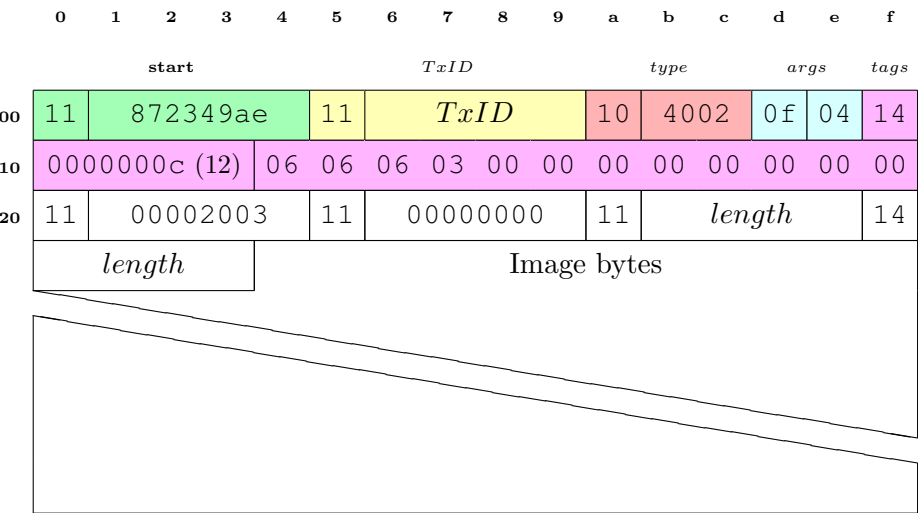 0 1 2 3 4 5 6 7 8 9 a b c d e f
start TxID type args tags
00 11 872349ae 11 TxID 10 4002 0f 04 14
10 0000000c (12) 06 06 06 03 00 00 00 00 00 00 00 00
20 11 00002003 11 00000000 11 length 14
length Image bytes